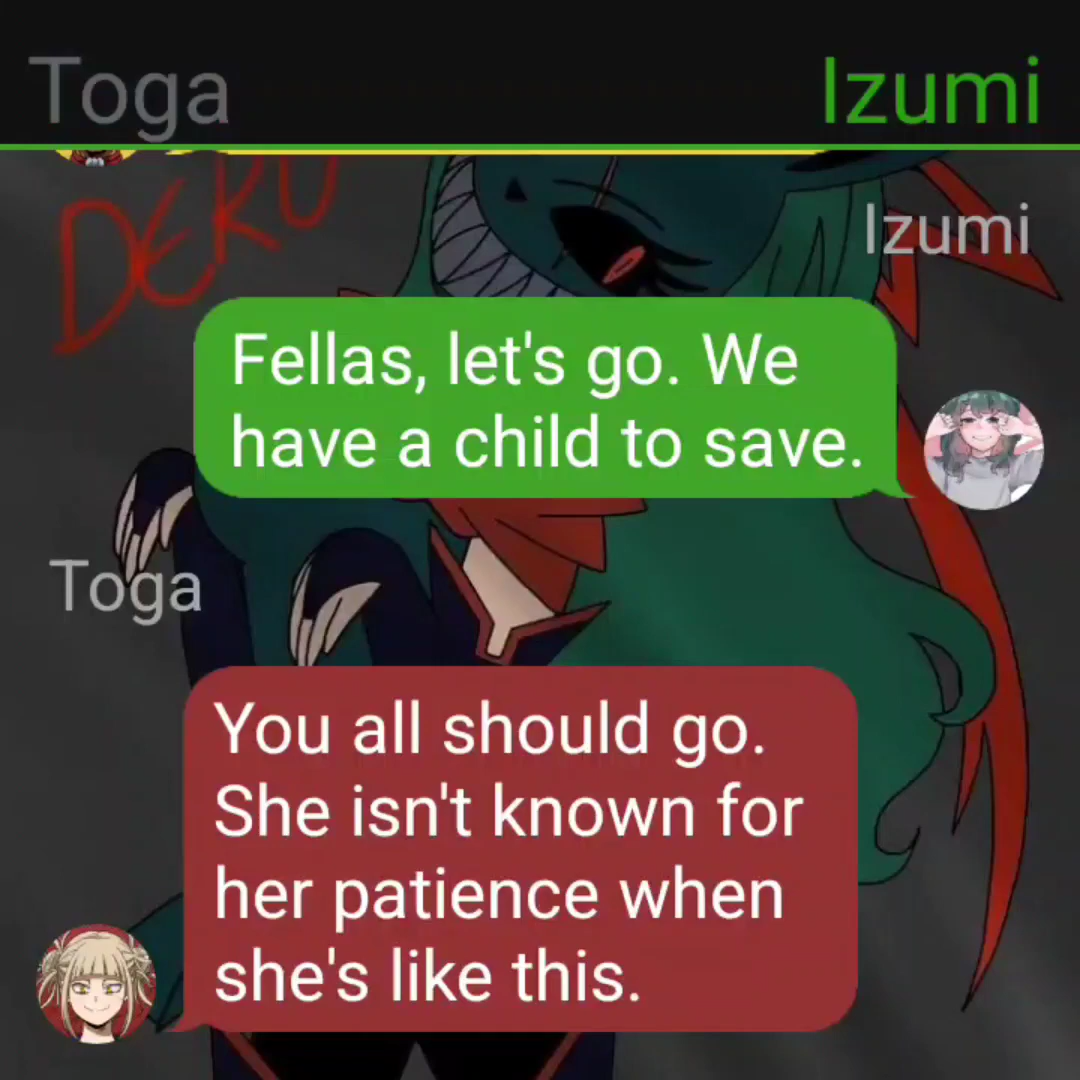 Toga
Izumi
DEKU
Izumi
Fellas, let's go. We
have a child to save.
Toga
You all should go.
She isn't known for
her patience when
she's like this.